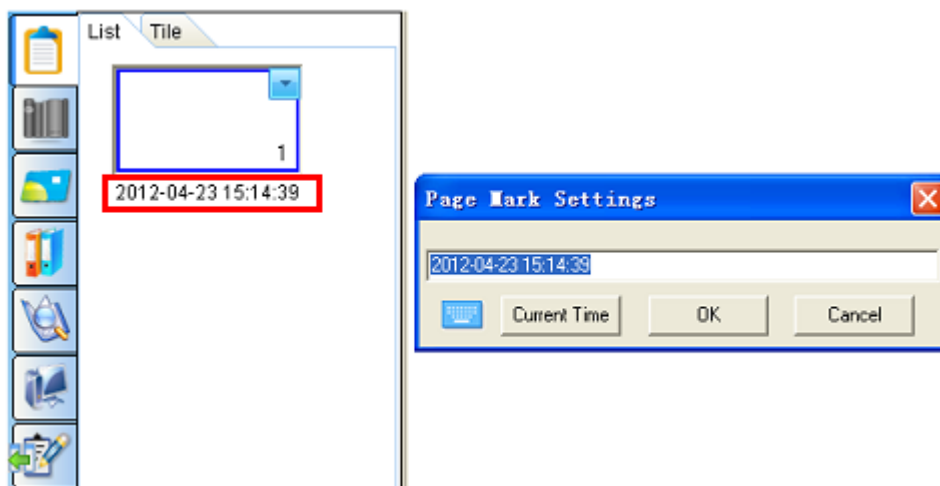 List Tile
1
2012-04-23 15:14:39
Page Mark Settings
2012-04-23 15:14:39
Current Time OK Cancel